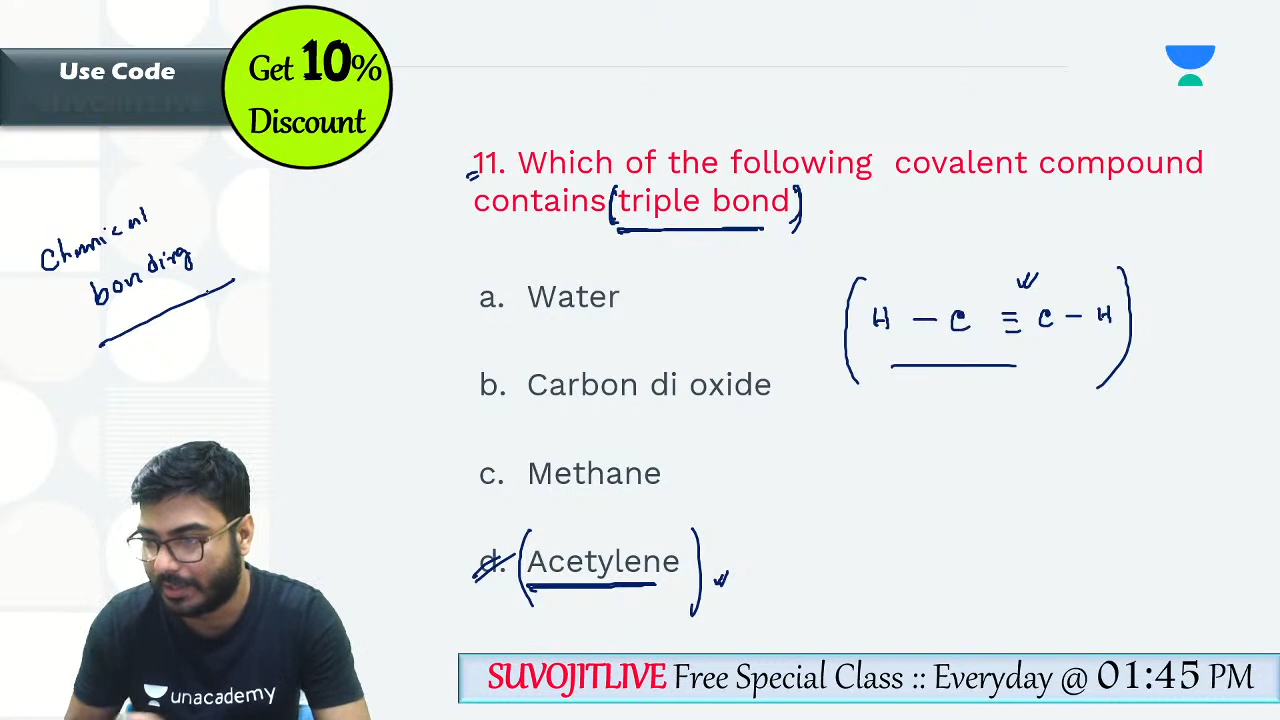 Use Code
Get 10%
Discount
11. Which of the following covalent compound
contains (triple bond)
Chemical
bonding
a. Water
H — C ≡ C — H
b. Carbon di oxide
c. Methane
d. (Acetylene)
unacademy
SUVOJITLIVE Free Special Class :: Everyday @ 01:45 PM